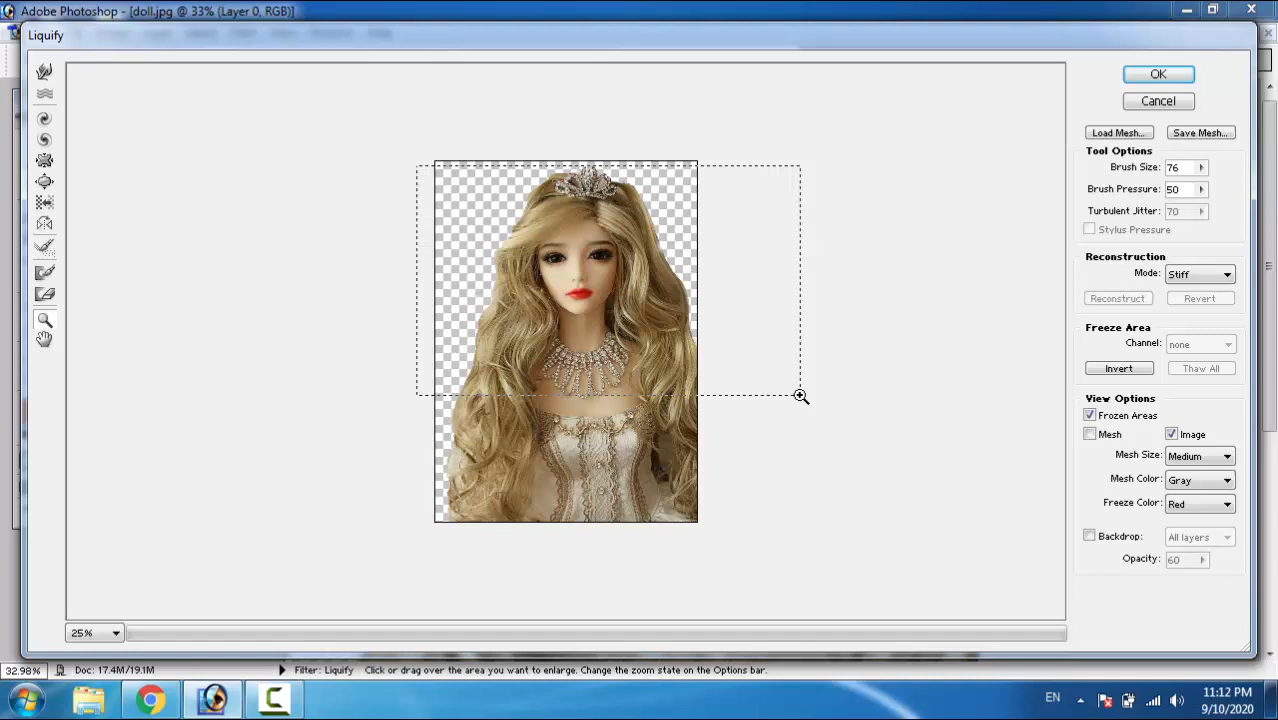 Adobe Photoshop - [doll.jpg @ 33% (Layer 0, RGB)]
Liquify
OK
Cancel
Load Mesh... Save Mesh...
Tool Options
Brush Size: 76
Brush Pressure: 50
Turbulent Jitter: 70
Stylus Pressure
Reconstruction
Mode: Stiff
Reconstruct Revert
Freeze Area
Channel: none
Invert Thaw All
View Options
Frozen Areas
Mesh Image
Mesh Size: Medium
Mesh Color: Gray
Freeze Color: Red
Backdrop: All layers
Opacity: 60
25%
32.98% Doc: 17.4M/19.1M Filter: Liquify Click or drag over the area you want to enlarge. Change the zoom state on the Options bar.
EN
11:12 PM
9/10/2020